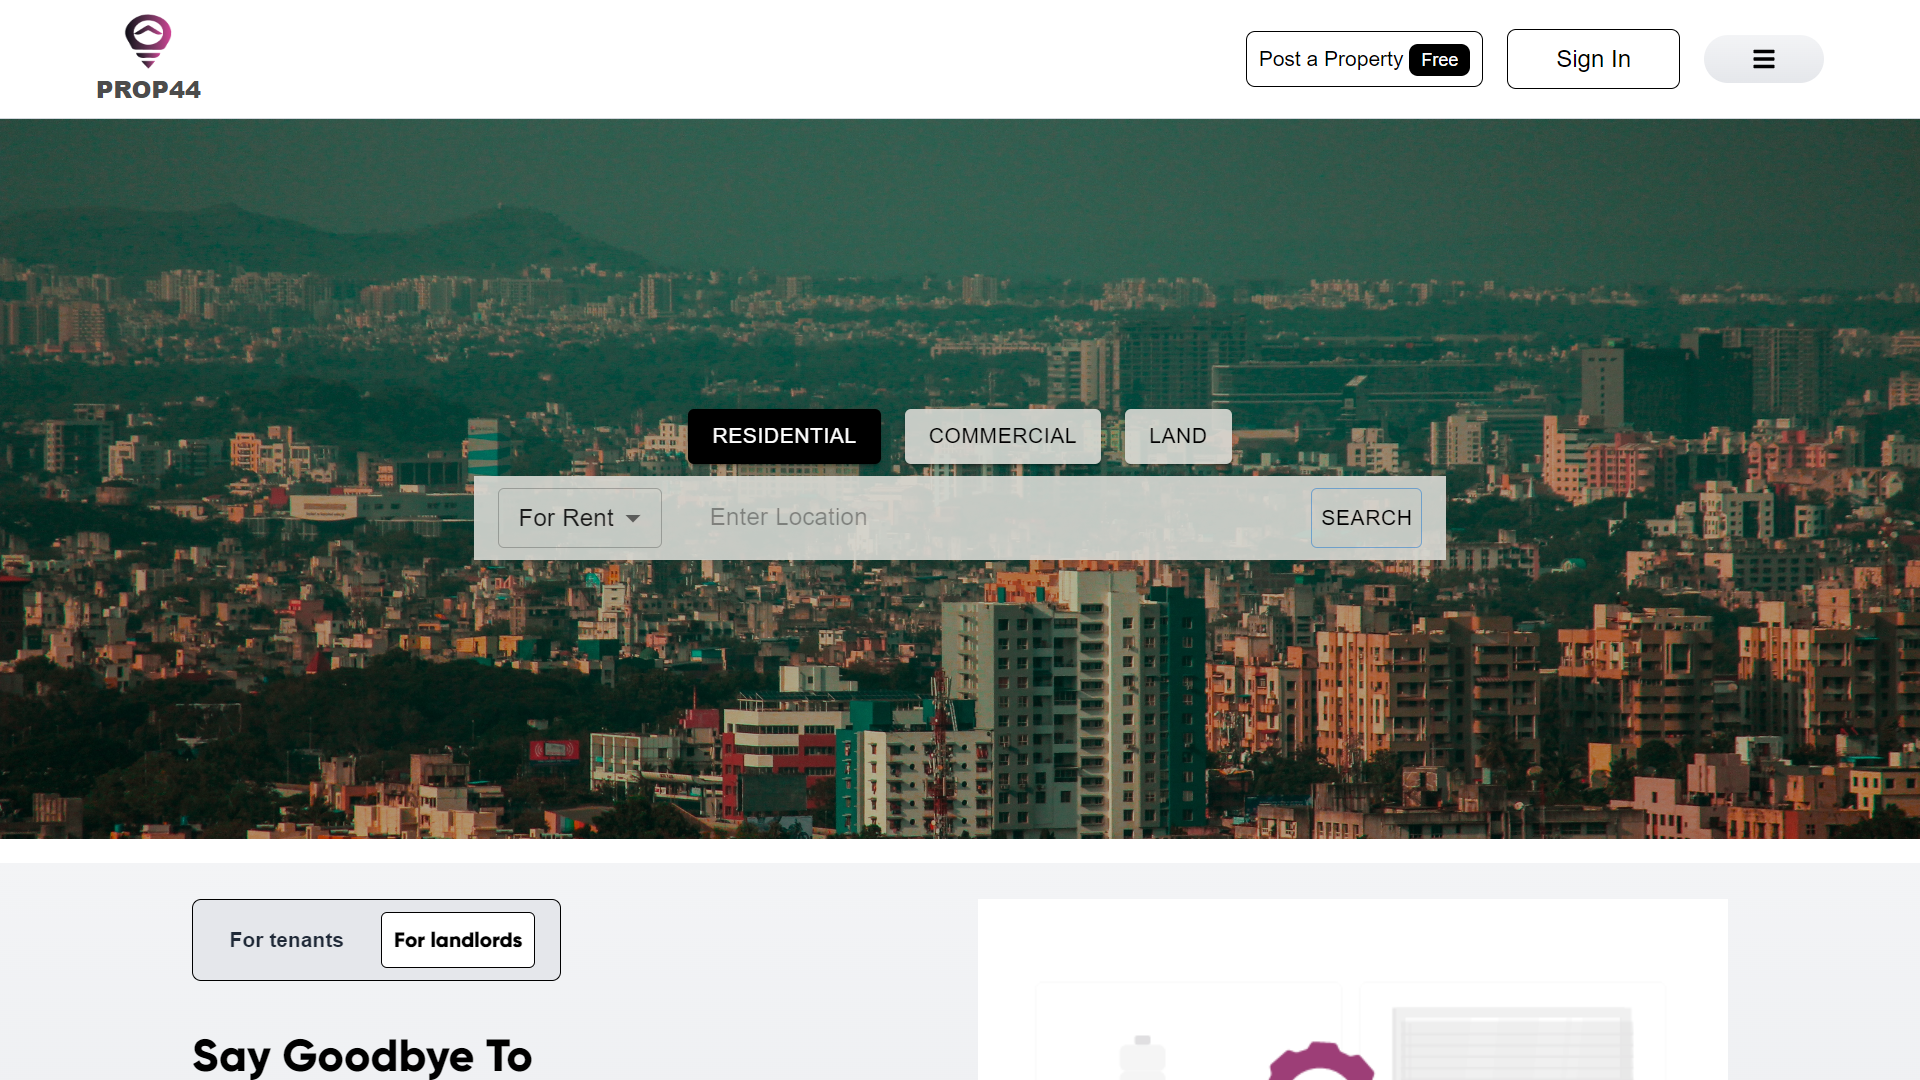 PROP44
Post a Property Free
Sign In
RESIDENTIAL
COMMERCIAL
LAND
For Rent
Enter Location
SEARCH
For tenants
For landlords
Say Goodbye To